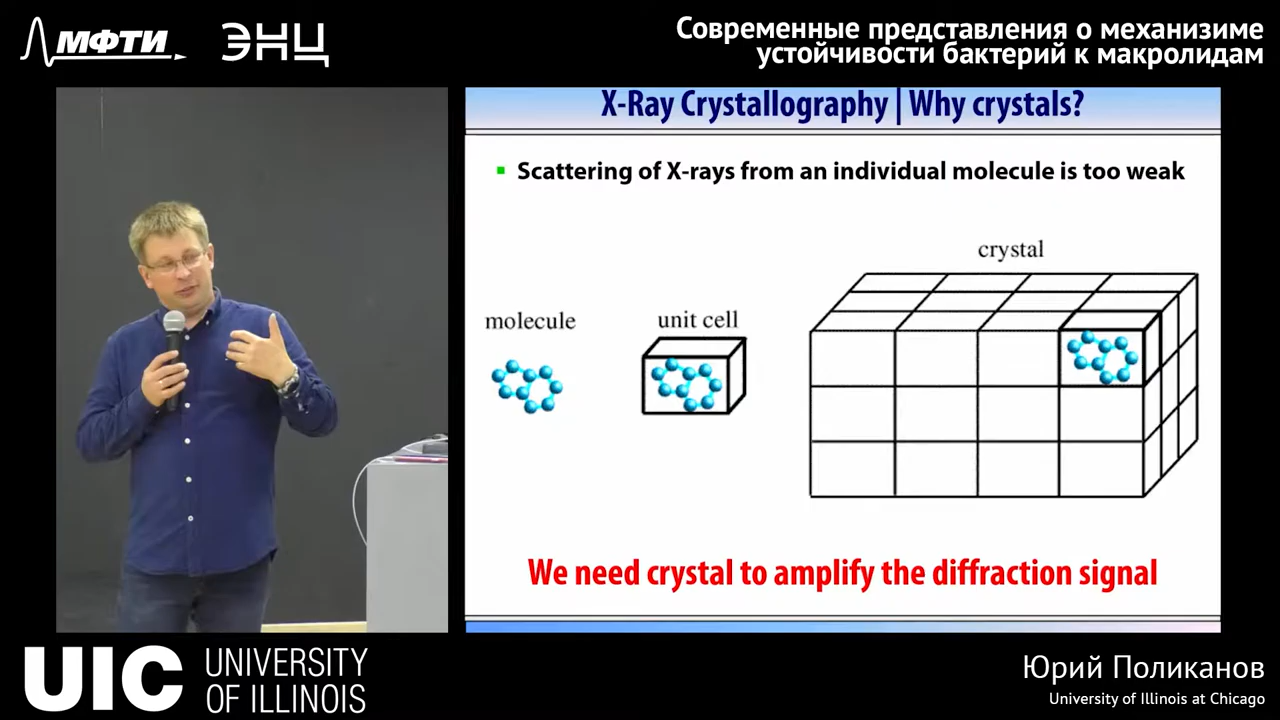 МФТИ
ЭНЦ
Современные представления о механизиме
устойчивости бактерий к макролидам
X-Ray Crystallography | Why crystals?
Scattering of X-rays from an individual molecule is too weak
crystal
molecule
unit cell
We need crystal to amplify the diffraction signal
UIC UNIVERSITY
OF ILLINOIS
Юрий Поликанов
University of Illinois at Chicago